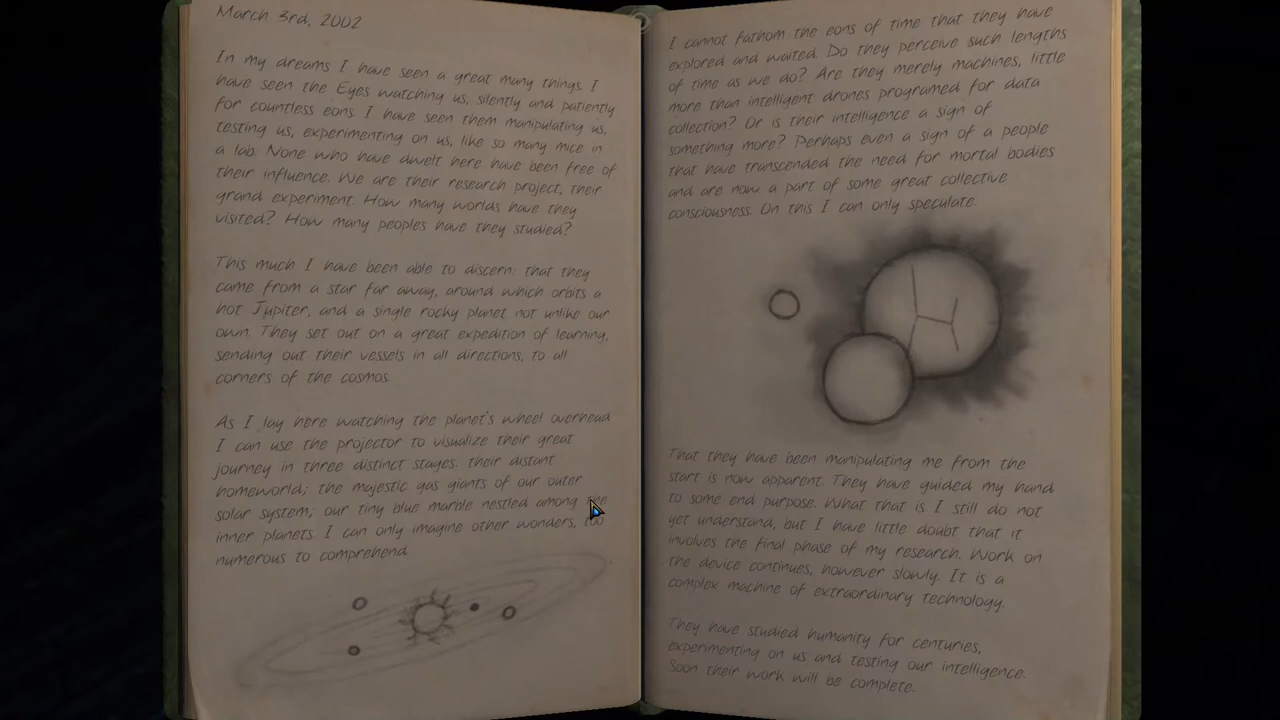 March 3rd, 2002
In my dreams I have seen a great many things. I
have seen the Eyes watching us, silently and patiently
for countless eons. I have seen them manipulating us,
testing us, experimenting on us, like so many mice in
a lab. None who have dwelt here have been free of
their influence. We are their research project, their
grand experiment. How many worlds have they
visited? How many peoples have they studied?
This much I have been able to discern: that they
came from a star far away, around which orbits a
hot Jupiter, and a single rocky planet not unlike our
own. They set out on a great expedition of learning,
sending out their vessels in all directions, to all
corners of the cosmos.
As I lay here watching the planet's wheel overhead
I can use the projector to visualize their great
journey in three distinct stages. their distant
homeworld; the majestic gas giants of our outer
solar system; our tiny blue marble nestled among the
inner planets. I can only imagine other wonders, too
numerous to comprehend.
I cannot fathom the eons of time that they have
explored and waited. Do they perceive such lengths
of time as we do? Are they merely machines, little
more than intelligent drones programed for data
collection? Or is their intelligence a sign of
something more? Perhaps even a sign of a people
that have transcended the need for mortal bodies
and are now a part of some great collective
consciousness. On this I can only speculate.
That they have been manipulating me from the
start is now apparent. They have guided my hand
to some end purpose. What that is I still do not
yet understand, but I have little doubt that it
involves the final phase of my research. Work on
the device continues, however slowly. It is a
complex machine of extraordinary technology.
They have studied humanity for centuries,
experimenting on us and testing our intelligence.
Soon their work will be complete.